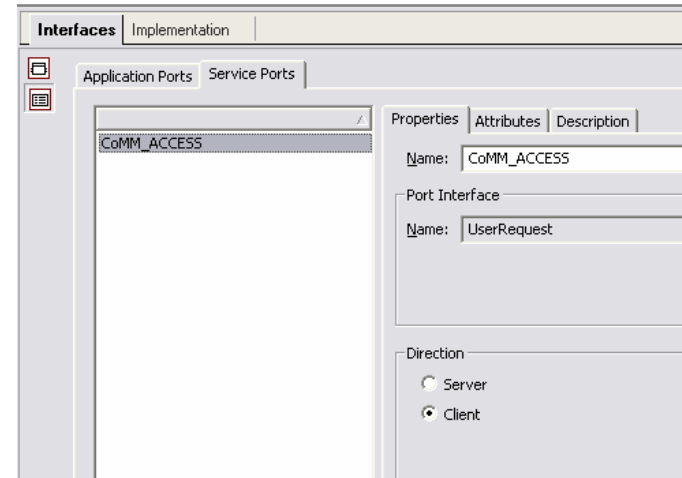 Interfaces Implementation
Application Ports Service Ports
CoMM_ACCESS
Properties Attributes Description
Name: CoMM_ACCESS
Port Interface
Name: UserRequest
Direction
Server
Client